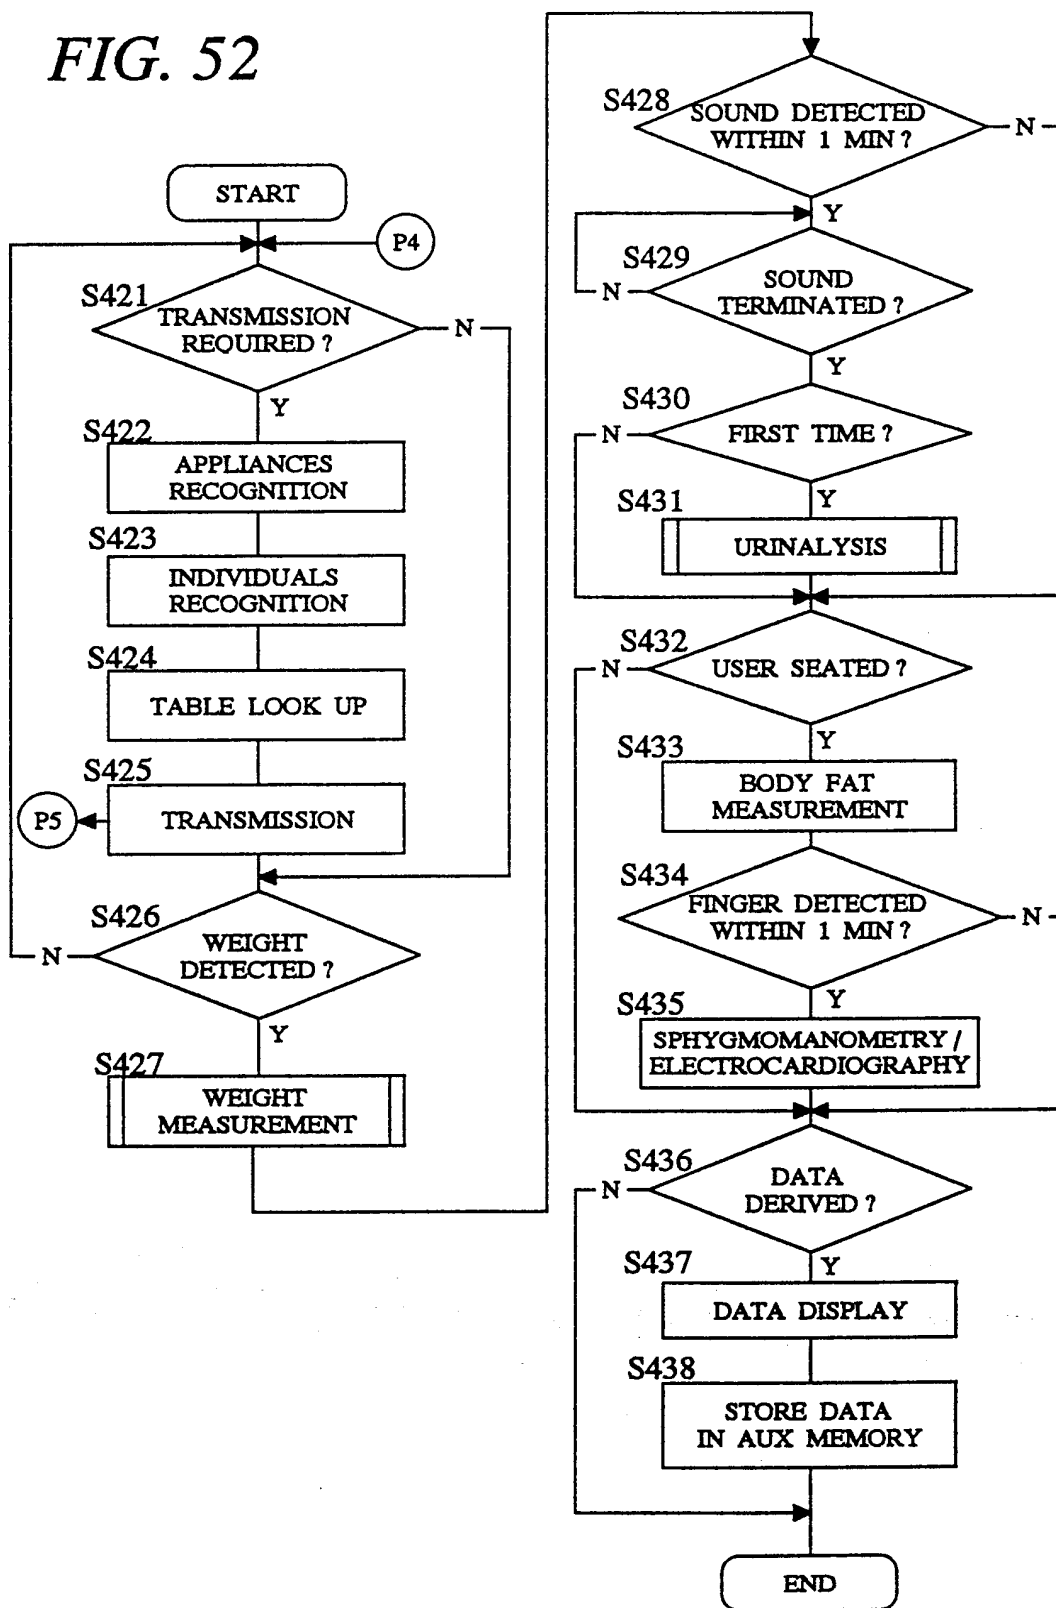 FIG. 52
START
P4
S421
TRANSMISSION
REQUIRED ?
N
Y
S422
APPLIANCES
RECOGNITION
S423
INDIVIDUALS
RECOGNITION
S424
TABLE LOOK UP
S425
P5
TRANSMISSION
S426
WEIGHT
DETECTED ?
N
Y
S427
WEIGHT
MEASUREMENT
S428
SOUND DETECTED
WITHIN 1 MIN ?
N
Y
S429
SOUND
TERMINATED ?
N
Y
S430
FIRST TIME ?
N
Y
S431
URINALYSIS
S432
USER SEATED ?
N
Y
S433
BODY FAT
MEASUREMENT
S434
FINGER DETECTED
WITHIN 1 MIN ?
N
Y
S435
SPHYGMOMANOMETRY /
ELECTROCARDIOGRAPHY
S436
DATA
DERIVED ?
N
Y
S437
DATA DISPLAY
S438
STORE DATA
IN AUX MEMORY
END